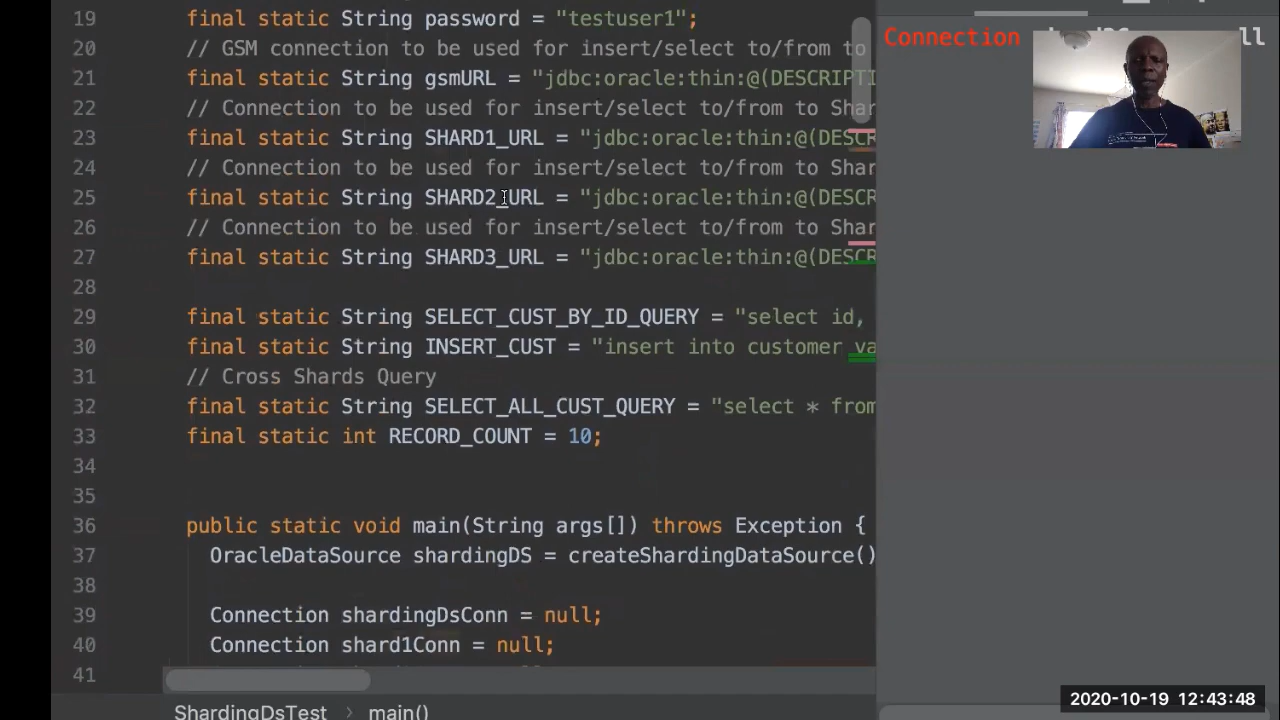 19 final static String password = "testuser1";
20 // GSM connection to be used for insert/select to/from to
21 final static String gsmURL = "jdbc:oracle:thin:@(DESCRIPTI
22 // Connection to be used for insert/select to/from to Shar
23 final static String SHARD1_URL = "jdbc:oracle:thin:@(DESCR
24 // Connection to be used for insert/select to/from to Shar
25 final static String SHARD2_URL = "jdbc:oracle:thin:@(DESCR
26 // Connection to be used for insert/select to/from to Shar
27 final static String SHARD3_URL = "jdbc:oracle:thin:@(DESCR
28
29 final static String SELECT_CUST_BY_ID_QUERY = "select id,
30 final static String INSERT_CUST = "insert into customer va
31 // Cross Shards Query
32 final static String SELECT_ALL_CUST_QUERY = "select * from
33 final static int RECORD_COUNT = 10;
34
35
36 public static void main(String args[]) throws Exception {
37 OracleDataSource shardingDS = createShardingDataSource()
38
39 Connection shardingDsConn = null;
40 Connection shard1Conn = null;
41
ShardingDsTest > main()
Connection
ll
2020-10-19 12:43:48